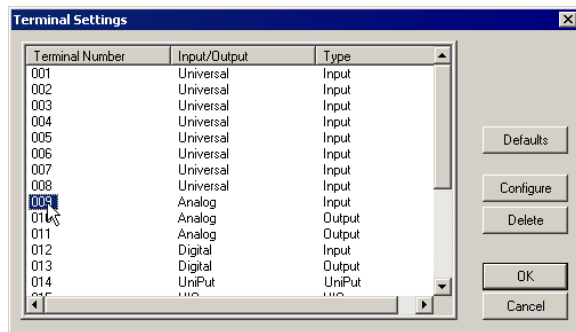 Terminal Settings
Terminal Number Input/Output Type
001 Universal Input
002 Universal Input
003 Universal Input
004 Universal Input
005 Universal Input
006 Universal Input
007 Universal Input
008 Universal Input
009 Analog Input
010 Analog Output
011 Analog Output
012 Digital Input
013 Digital Output
014 UniPut UniPut
Defaults
Configure
Delete
OK
Cancel